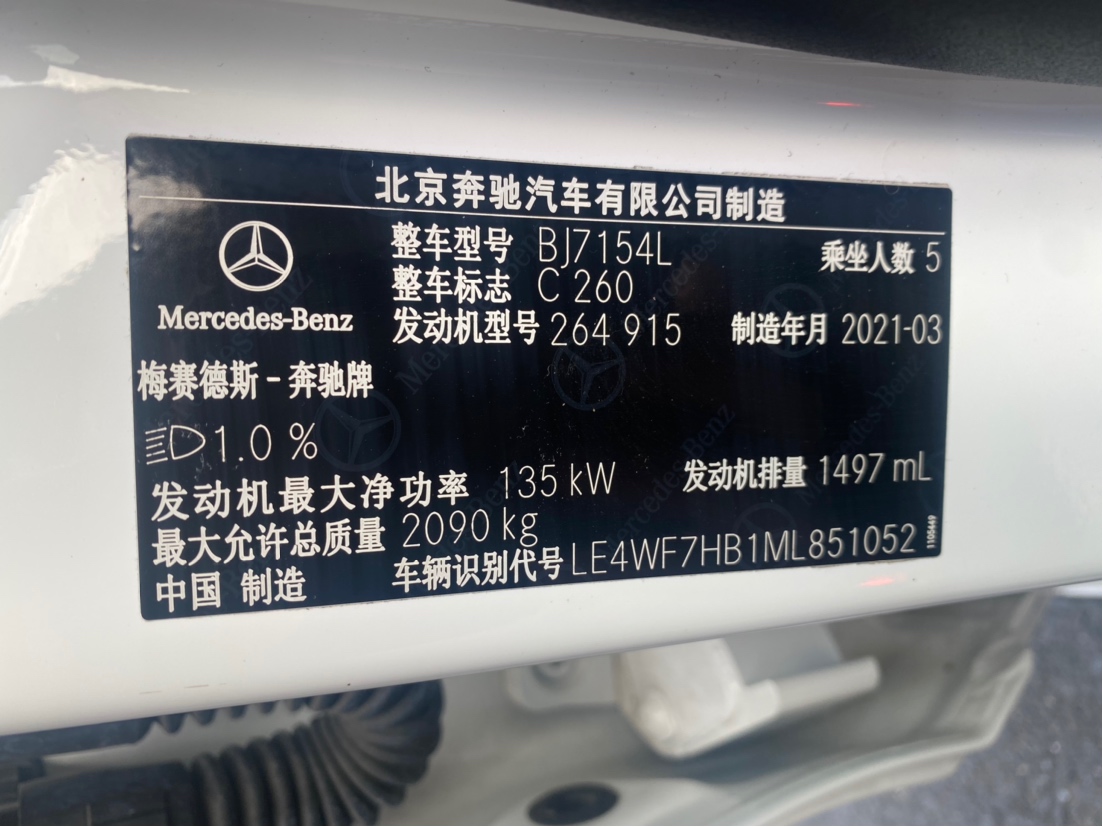 北京奔驰汽车有限公司制造
整车型号 BJ7154L 乘坐人数 5
整车标志 C 260
Mercedes-Benz
发动机型号 264 915 制造年月 2021-03
梅赛德斯-奔驰牌
1.0 %
发动机最大净功率 135 kW 发动机排量 1497 mL
最大允许总质量 2090 kg
中国 制造 车辆识别代号 LE4WF7HB1ML851052